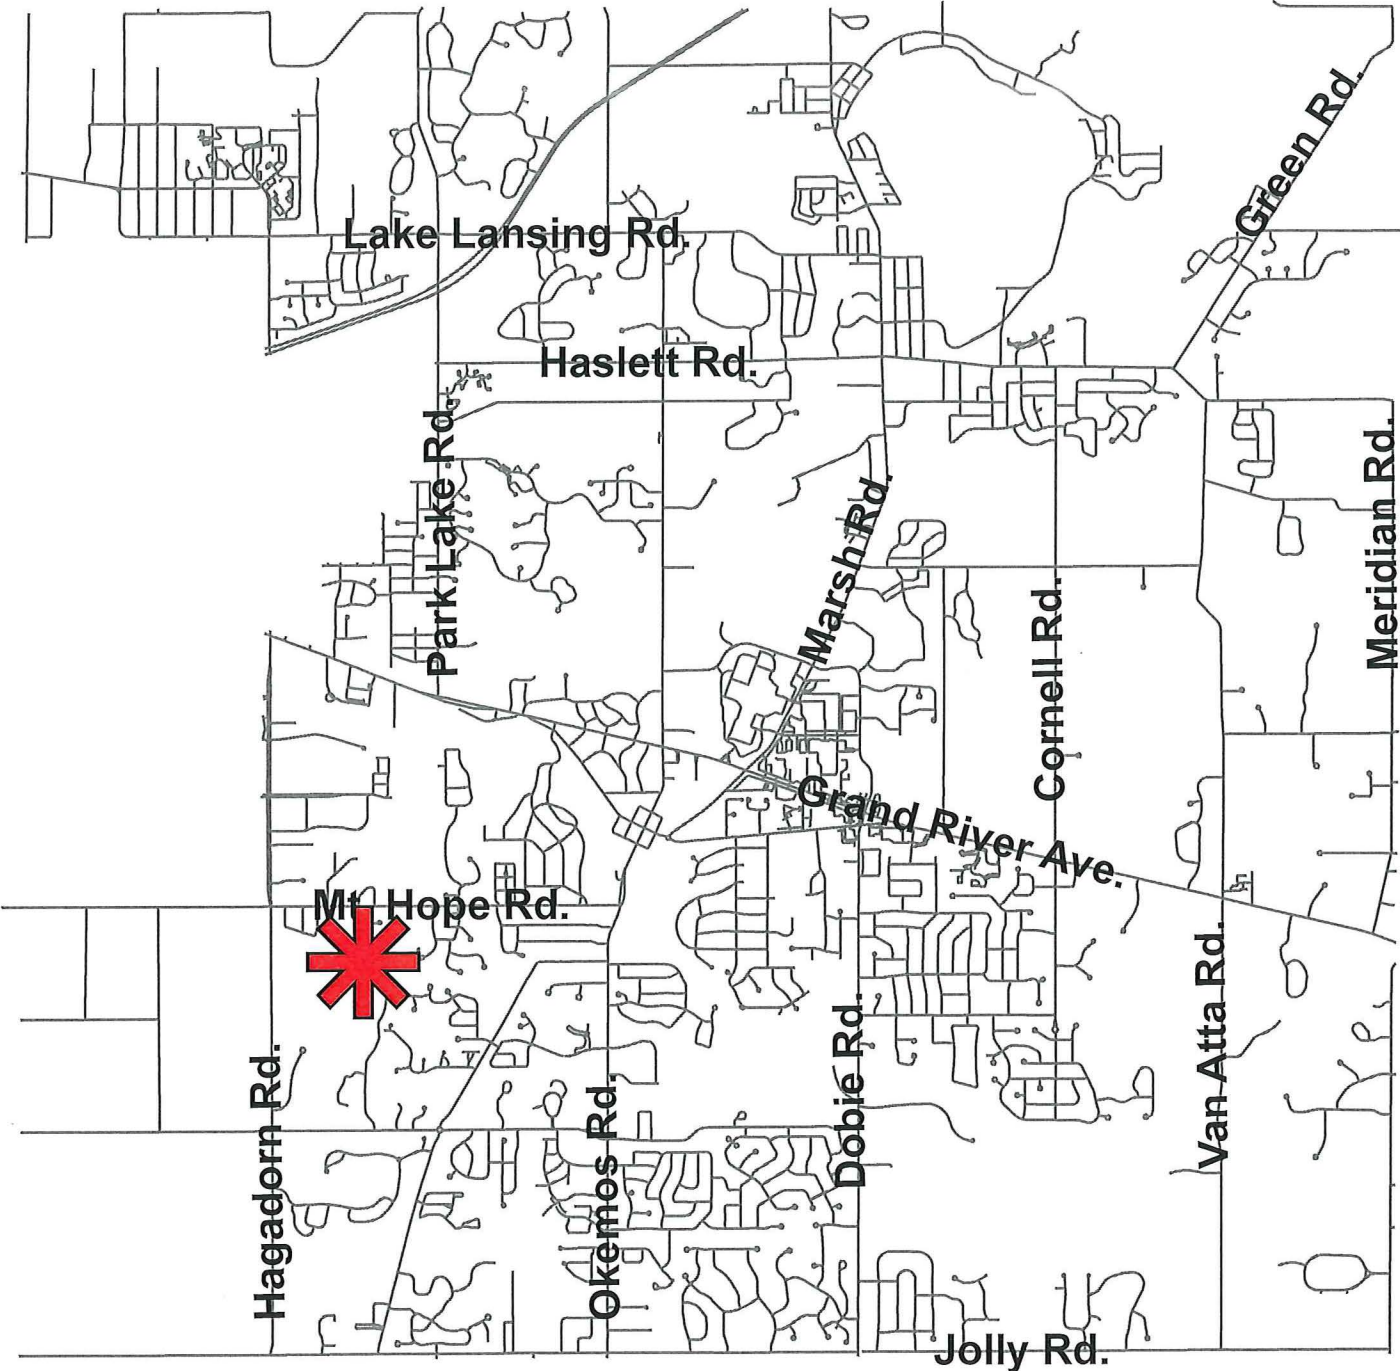 Green Rd.
Lake Lansing Rd.
Haslett Rd.
Park Lake Rd.
Marsh Rd.
Meridian Rd.
Cornell Rd.
Grand River Ave.
Mt. Hope Rd.
Van Atta Rd.
Dobie Rd.
Hagadorn Rd.
Okemos Rd.
Jolly Rd.